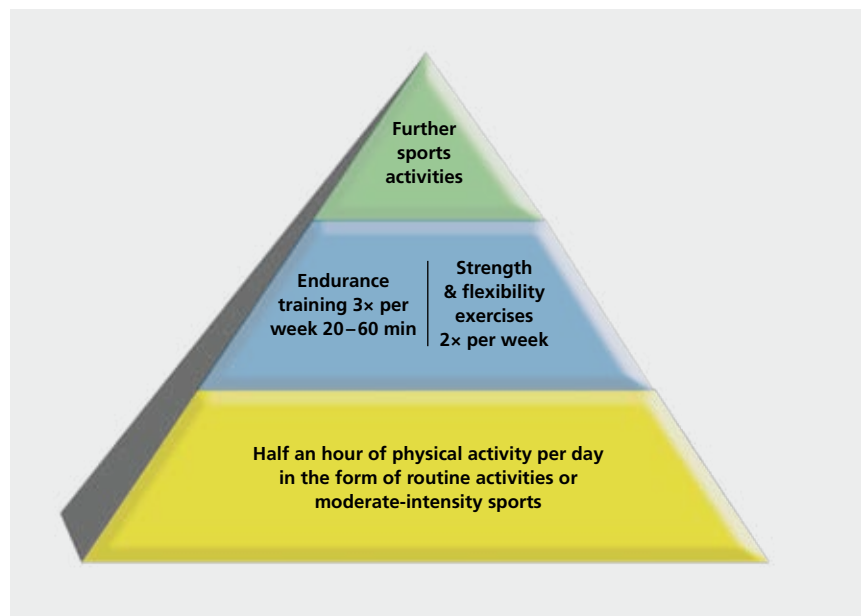 Further
sports
activities
Endurance
training 3× per
week 20–60 min
Strength
& flexibility
exercises
2× per week
Half an hour of physical activity per day
in the form of routine activities or
moderate-intensity sports